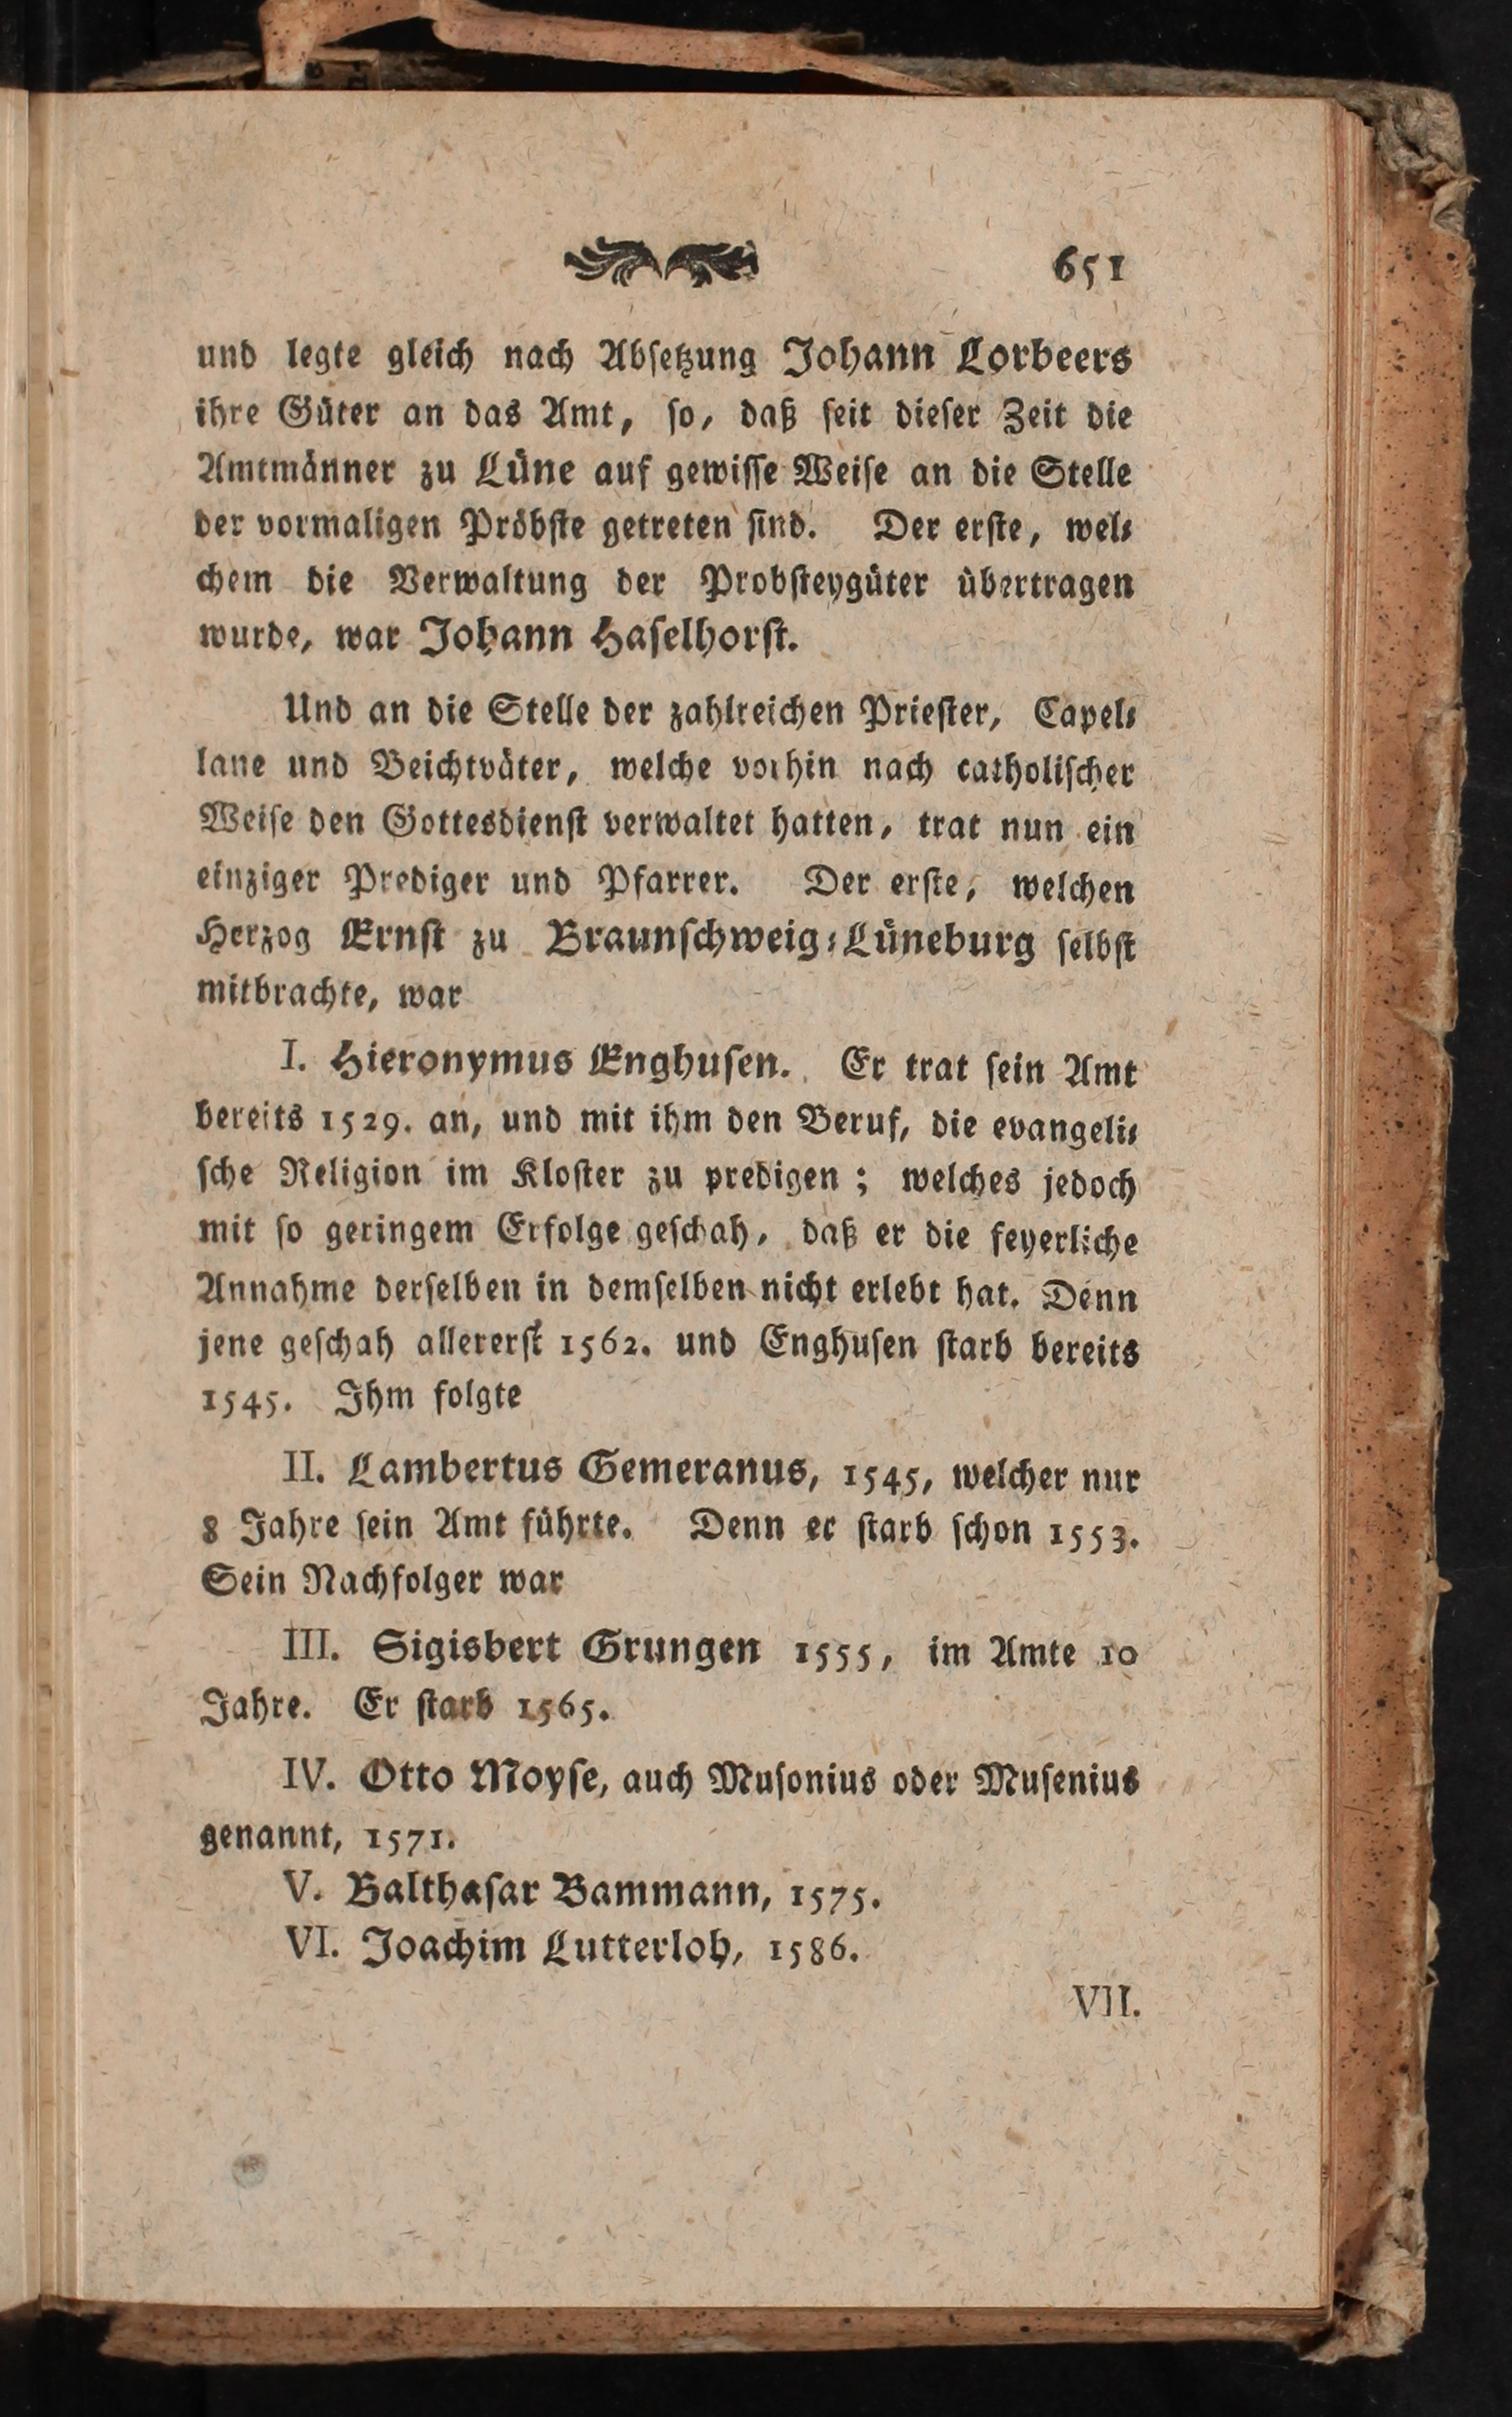 651
und legte gleich nach Abſetzung Johann Lorbeers
ihre Güter an das Amt, ſo, daß ſeit dieſer Zeit die
Amtmänner zu Lüne auf gewiſſe Weiſe an die Stelle
der vormaligen Pröbſte getreten ſind. Der erſte, wel⸗
chem die Verwaltung der Probſteygüter übertragen
wurde, war Johann Haſelhorſt.
Und an die Stelle der zahlreichen Prieſter, Capel⸗
lane und Beichtväter, welche vorhin nach catholiſcher
Weiſe den Gottesdienſt verwaltet hatten, trat nun ein
einziger Prediger und Pfarrer. Der erſte, welchen
Herzog Ernſt zu Braunſchweig⸗Lüneburg ſelbſt
mitbrachte, war
I. Hieronymus Enghuſen. Er trat ſein Amt
bereits 1529. an, und mit ihm den Beruf, die evangeli⸗
ſche Religion im Kloſter zu predigen; welches jedoch
mit ſo geringem Erfolge geſchah, daß er die feyerliche
Annahme derſelben in demſelben nicht erlebt hat. Denn
jene geſchah allererſt 1562. und Enghuſen ſtarb bereits
1545. Ihm folgte
II. Lambertus Gemeranus, 1545, welcher nur
8 Jahre ſein Amt führte. Denn er ſtarb ſchon 1553.
Sein Nachfolger war
III. Sigisbert Grungen 1555, im Amte 10
Jahre. Er ſtarb 1565.
IV. Otto Moyſe, auch Muſonius oder Muſenius
genannt, 1571.
V. Balthaſar Bammann, 1575.
VI. Joachim Lutterloh, 1586.
VII.